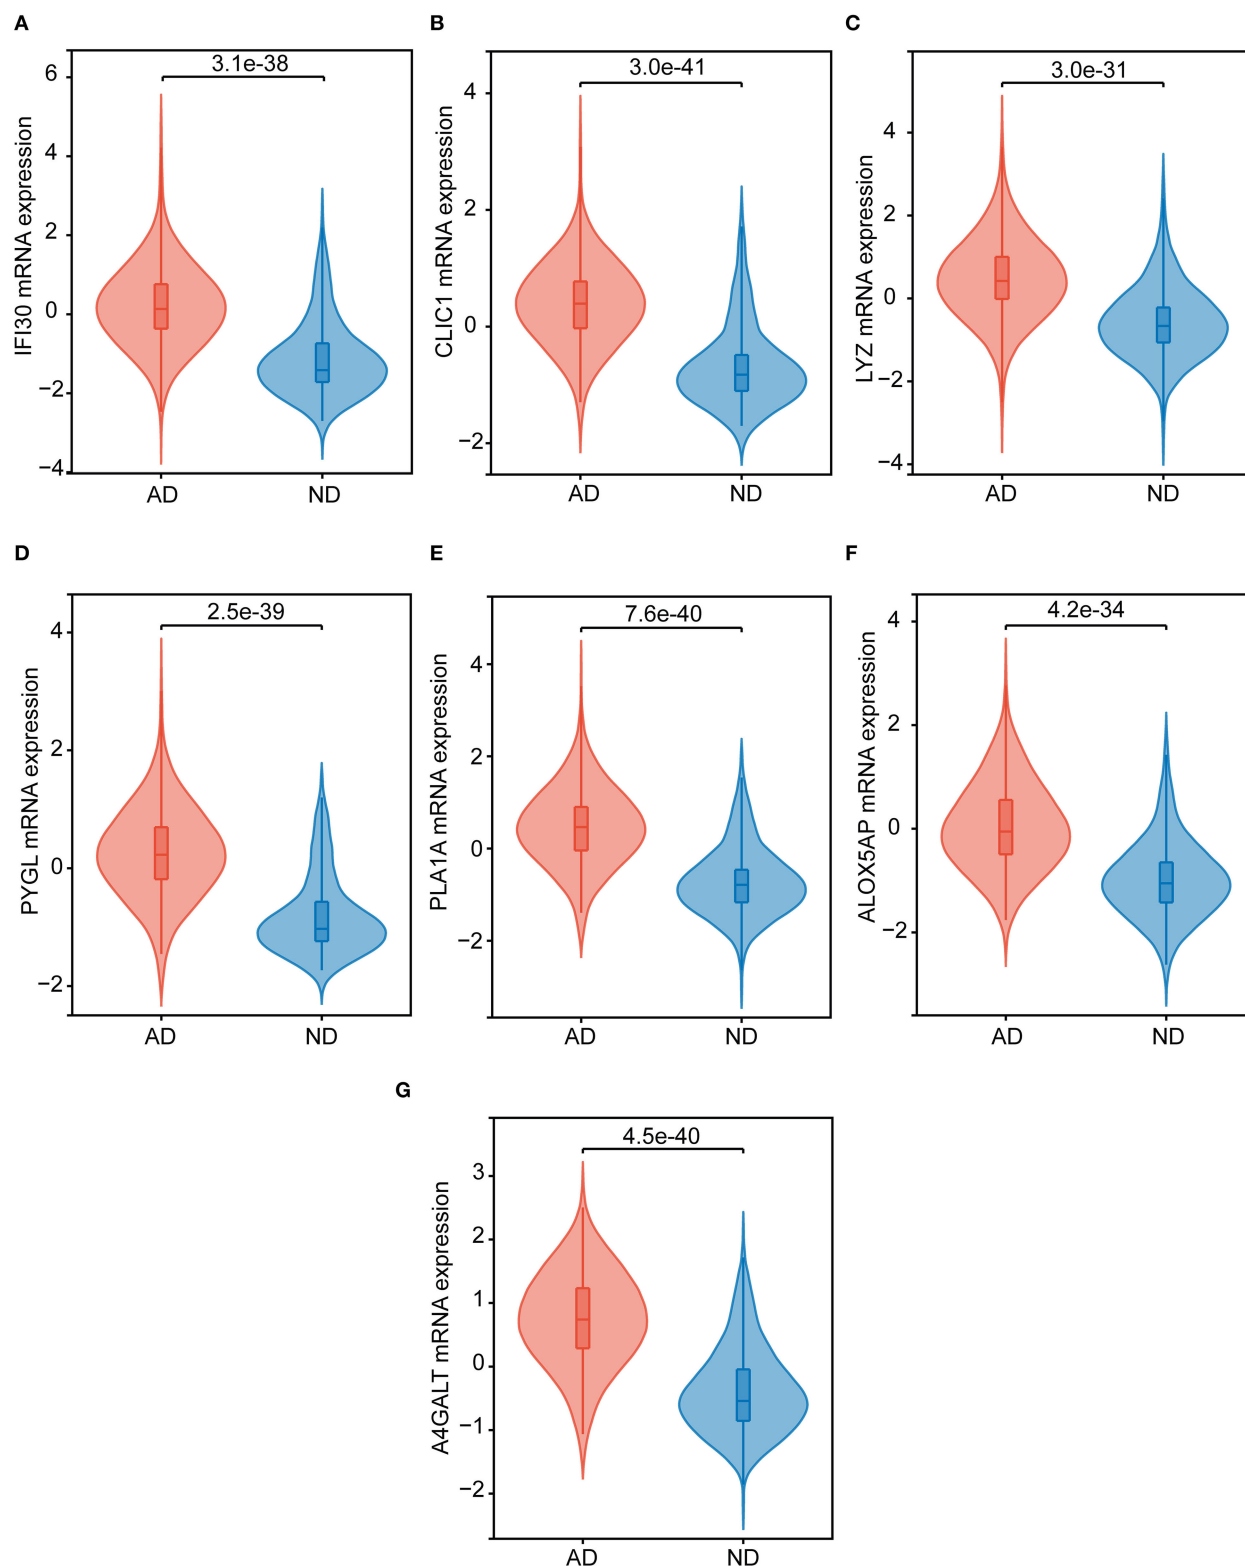 A
B
C
3.1e-38
3.0e-41
3.0e-31
IFI30 mRNA expression
6
4
2
0
−2
−4
AD
ND
CLIC1 mRNA expression
4
2
0
−2
AD
ND
LYZ mRNA expression
4
2
0
−2
−4
AD
ND
D
E
F
2.5e-39
7.6e-40
4.2e-34
PYGL mRNA expression
4
2
0
−2
AD
ND
PLA1A mRNA expression
4
2
0
−2
AD
ND
ALOX5AP mRNA expression
4
2
0
−2
AD
ND
G
4.5e-40
A4GALT mRNA expression
3
2
1
0
−1
−2
AD
ND